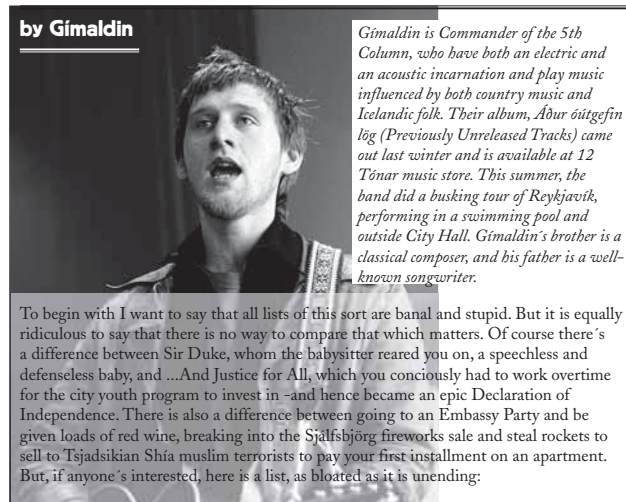 by Gímaldin
Gímaldin is Commander of the 5th
Column, who have both an electric and
an acoustic incarnation and play music
influenced by both country music and
Icelandic folk. Their album, Áður óútgefin
lög (Previously Unreleased Tracks) came
out last winter and is available at 12
Tónar music store. This summer, the
band did a busking tour of Reykjavík,
performing in a swimming pool and
outside City Hall. Gímaldin´s brother is a
classical composer, and his father is a well-
known songwriter.
To begin with I want to say that all lists of this sort are banal and stupid. But it is equally
ridiculous to say that there is no way to compare that which matters. Of course there´s
a difference between Sir Duke, whom the babysitter reared you on, a speechless and
defenseless baby, and ...And Justice for All, which you conciously had to work overtime
for the city youth program to invest in -and hence became an epic Declaration of
Independence. There is also a difference between going to an Embassy Party and be
given loads of red wine, breaking into the Sjálfsbjörg fireworks sale and steal rockets to
sell to Tsjadsikian Shía muslim terrorists to pay your first installment on an apartment.
But, if anyone´s interested, here is a list, as bloated as it is unending: